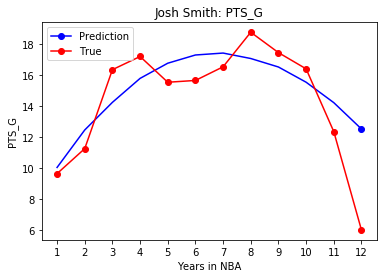 Josh Smith: PTS_G
Prediction
True
PTS_G
18
16
14
12
10
8
6
1 2 3 4 5 6 7 8 9 10 11 12
Years in NBA